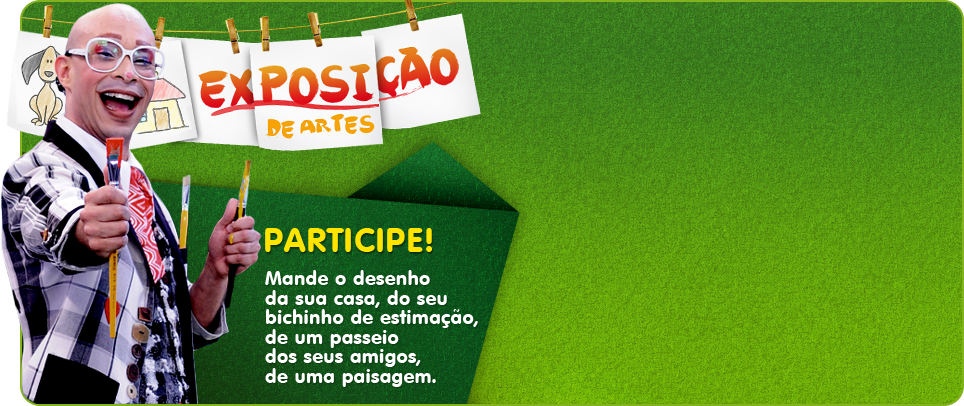 EXPOSIÇÃO
DE ARTES
PARTICIPE!
Mande o desenho
da sua casa, do seu
bichinho de estimação,
de um passeio
dos seus amigos,
de uma paisagem.